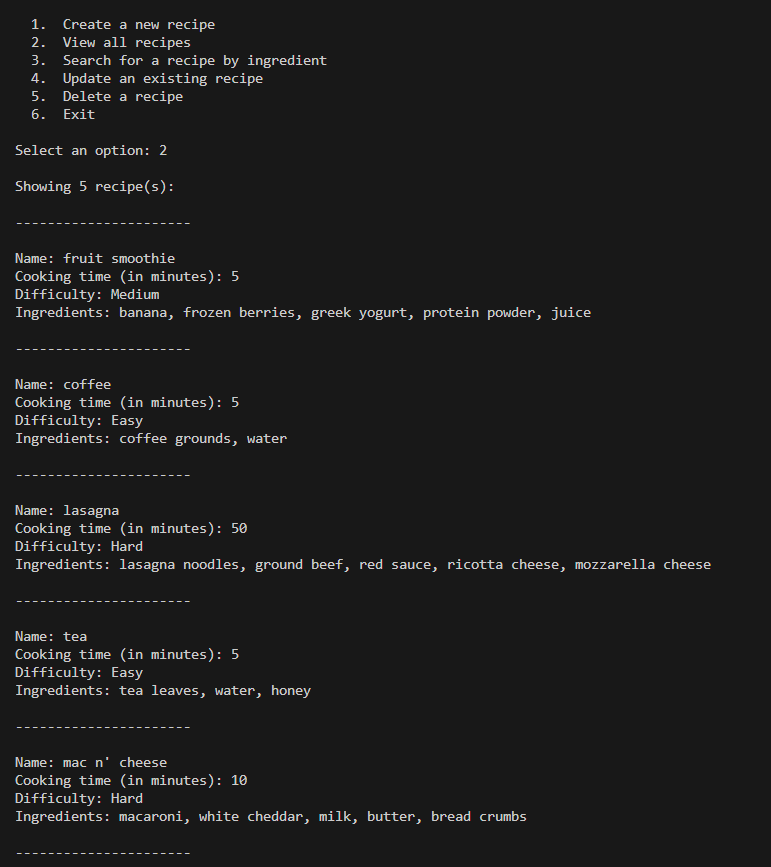 1.  Create a new recipe
2.  View all recipes
3.  Search for a recipe by ingredient
4.  Update an existing recipe
5.  Delete a recipe
6.  Exit
Select an option: 2
Showing 5 recipe(s):
----------------------
Name: fruit smoothie
Cooking time (in minutes): 5
Difficulty: Medium
Ingredients: banana, frozen berries, greek yogurt, protein powder, juice
----------------------
Name: coffee
Cooking time (in minutes): 5
Difficulty: Easy
Ingredients: coffee grounds, water
----------------------
Name: lasagna
Cooking time (in minutes): 50
Difficulty: Hard
Ingredients: lasagna noodles, ground beef, red sauce, ricotta cheese, mozzarella cheese
----------------------
Name: tea
Cooking time (in minutes): 5
Difficulty: Easy
Ingredients: tea leaves, water, honey
----------------------
Name: mac n' cheese
Cooking time (in minutes): 10
Difficulty: Hard
Ingredients: macaroni, white cheddar, milk, butter, bread crumbs
----------------------